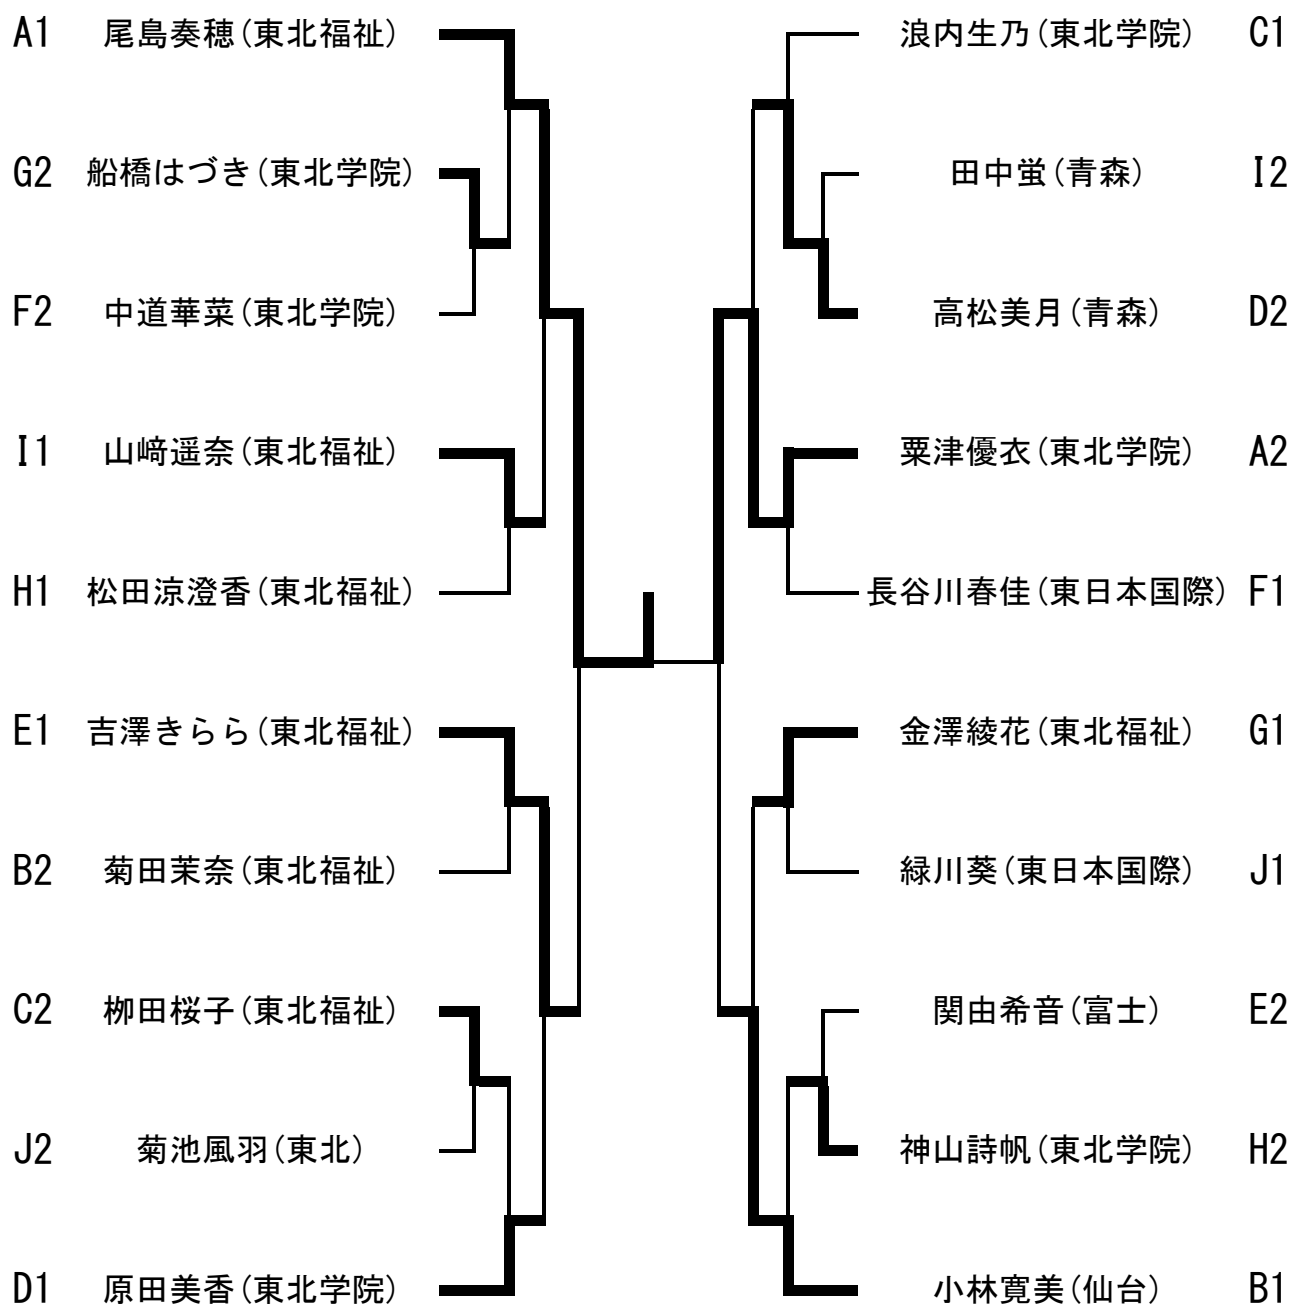 A1 尾島奏穂(東北福祉)
G2 船橋はづき(東北学院)
F2 中道華菜(東北学院)
I1 山﨑遥奈(東北福祉)
H1 松田涼澄香(東北福祉)
E1 吉澤きらら(東北福祉)
B2 菊田茉奈(東北福祉)
C2 栁田桜子(東北福祉)
J2 菊池風羽(東北)
D1 原田美香(東北学院)
浪内生乃(東北学院) C1
田中蛍(青森) I2
高松美月(青森) D2
粟津優衣(東北学院) A2
長谷川春佳(東日本国際) F1
金澤綾花(東北福祉) G1
緑川葵(東日本国際) J1
関由希音(富士) E2
神山詩帆(東北学院) H2
小林寛美(仙台) B1